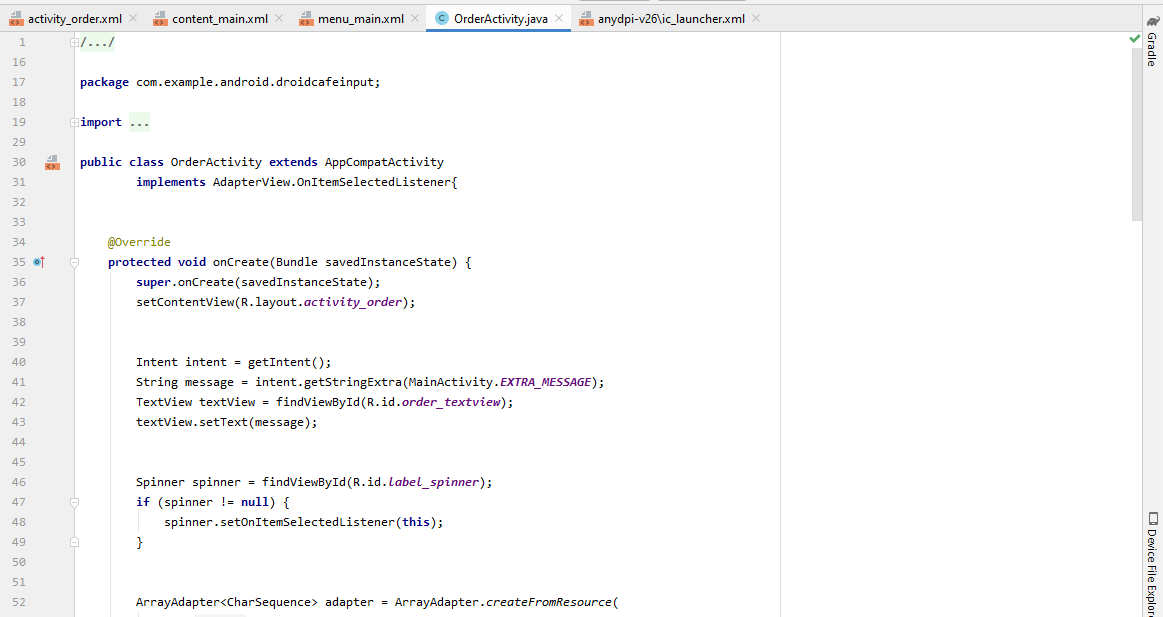 activity_order.xml content_main.xml menu_main.xml OrderActivity.java anydpi-v26\ic_launcher.xml
1 /.../
16
17 package com.example.android.droidcafeinput;
18
19 import ...
29
30 public class OrderActivity extends AppCompatActivity
31 implements AdapterView.OnItemSelectedListener{
32
33
34 @Override
35 protected void onCreate(Bundle savedInstanceState) {
36 super.onCreate(savedInstanceState);
37 setContentView(R.layout.activity_order);
38
39
40 Intent intent = getIntent();
41 String message = intent.getStringExtra(MainActivity.EXTRA_MESSAGE);
42 TextView textView = findViewById(R.id.order_textview);
43 textView.setText(message);
44
45
46 Spinner spinner = findViewById(R.id.label_spinner);
47 if (spinner != null) {
48 spinner.setOnItemSelectedListener(this);
49 }
50
51
52 ArrayAdapter<CharSequence> adapter = ArrayAdapter.createFromResource(
Gradle
Device File Explor